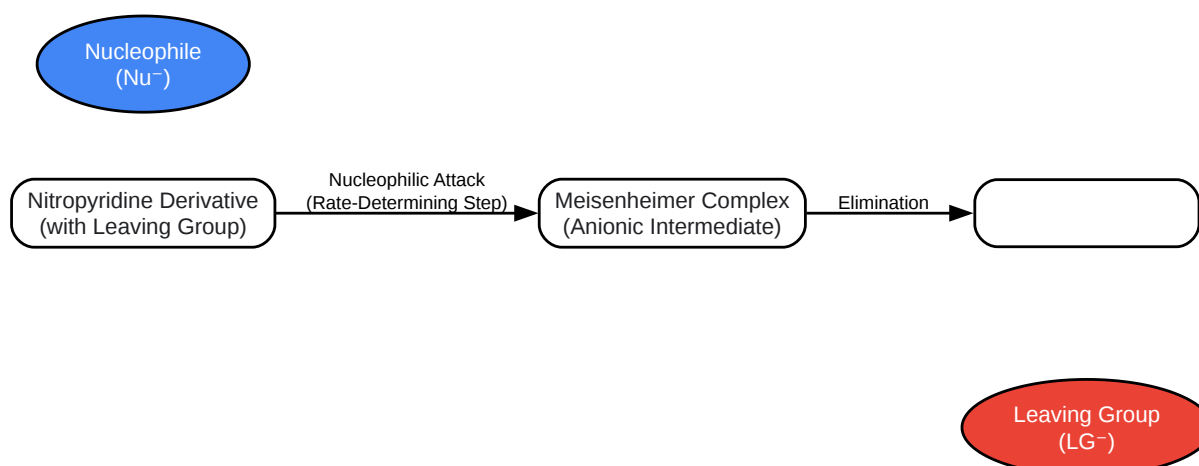 Nucleophile
(Nu⁻)
Nitropyridine Derivative
(with Leaving Group)
Nucleophilic Attack
(Rate-Determining Step)
Meisenheimer Complex
(Anionic Intermediate)
Elimination
Leaving Group
(LG⁻)